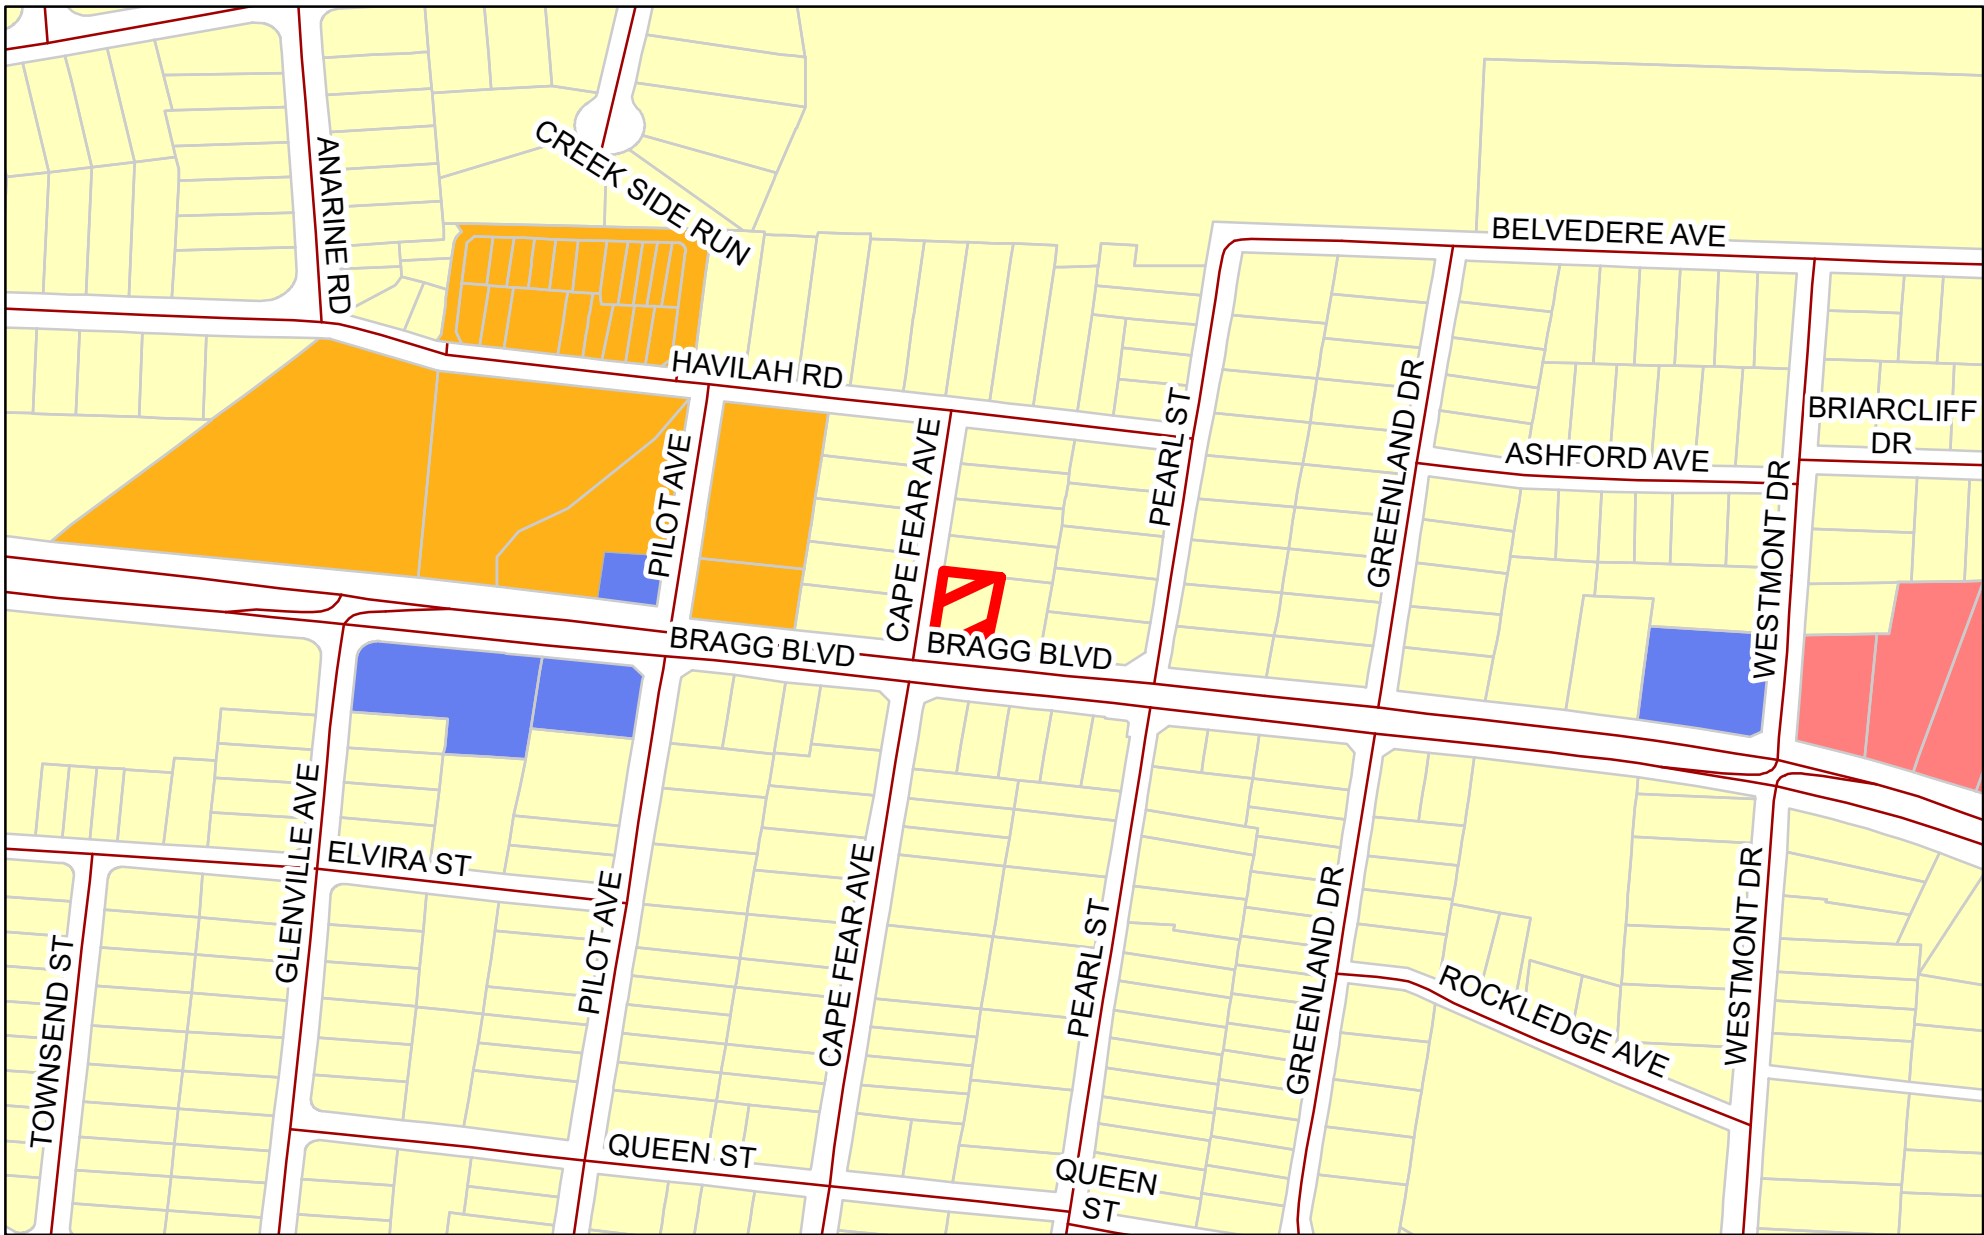 CREEK SIDE RUN
ANARINE RD
BELVEDERE AVE
HAVILAH RD
BRIARCLIFF
DR
ASHFORD AVE
PILOT AVE
CAPE FEAR AVE
PEARL ST
GREENLAND DR
WESTMONT DR
BRAGG BLVD
BRAGG BLVD
ELVIRA ST
GLENVILLE AVE
TOWNSEND ST
PILOT AVE
CAPE FEAR AVE
PEARL ST
GREENLAND DR
ROCKLEDGE AVE
WESTMONT DR
QUEEN ST
QUEEN
ST